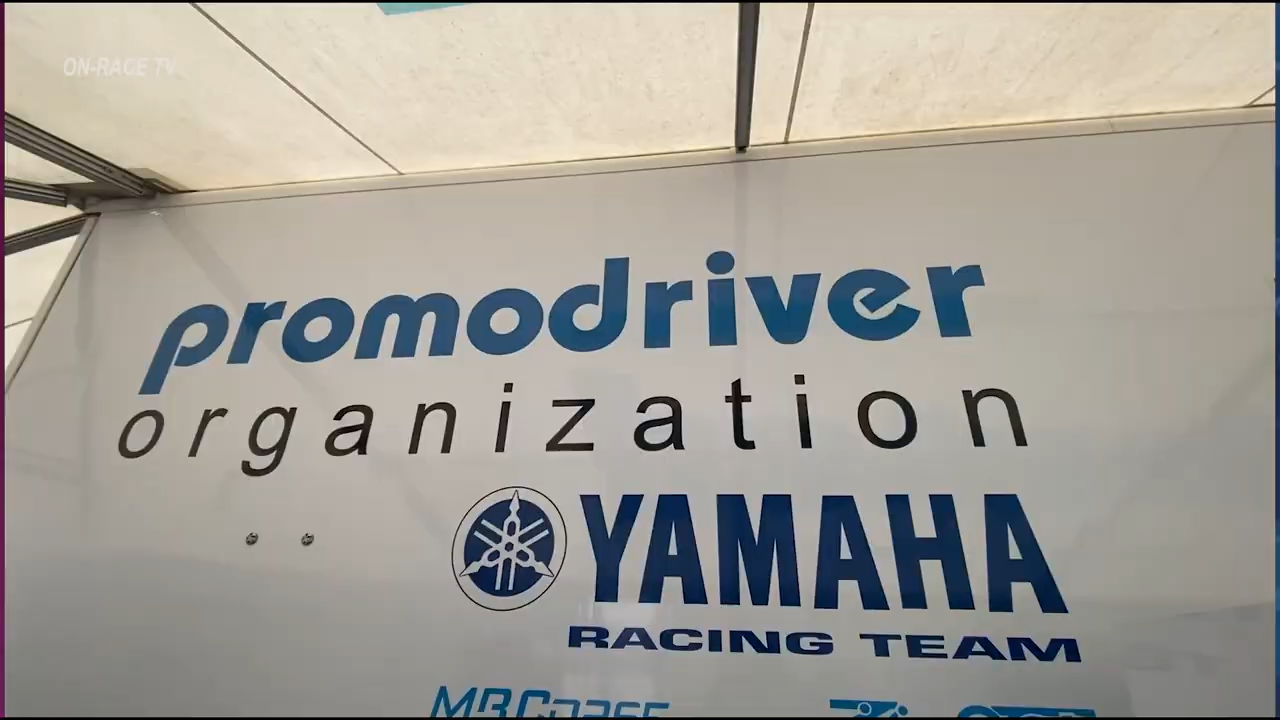 ON-RACE TV
promodriver
organization
YAMAHA
RACING TEAM